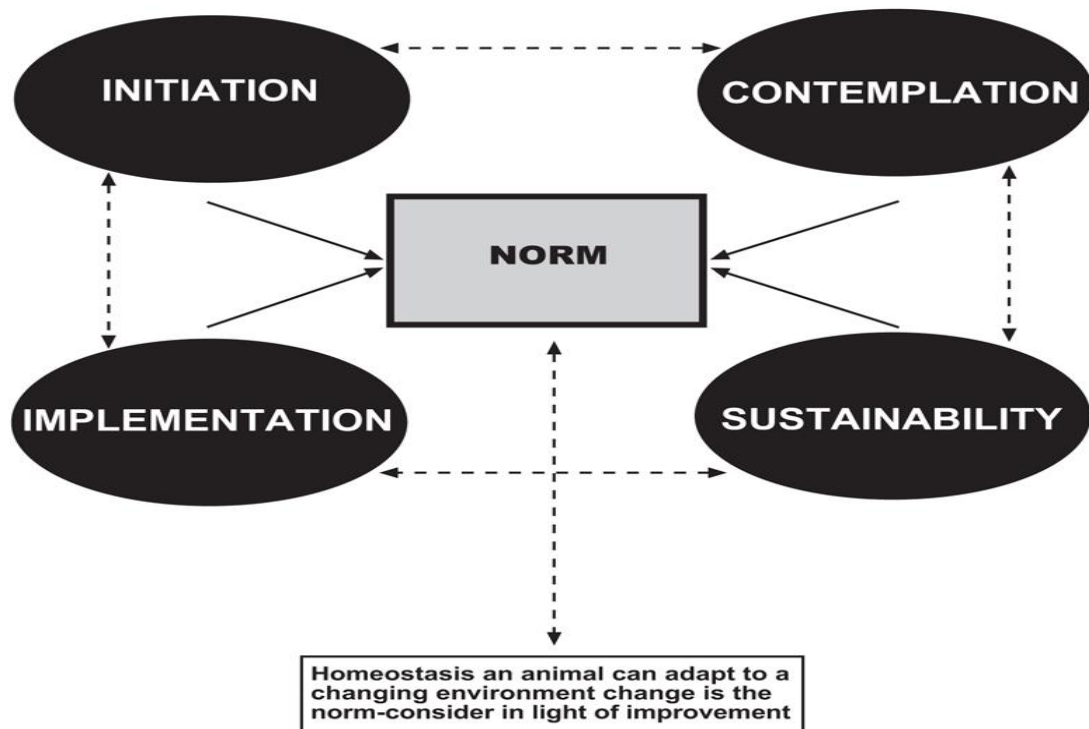 INITIATION
CONTEMPLATION
NORM
IMPLEMENTATION
SUSTAINABILITY
Homeostasis an animal can adapt to a
changing environment change is the
norm-consider in light of improvement